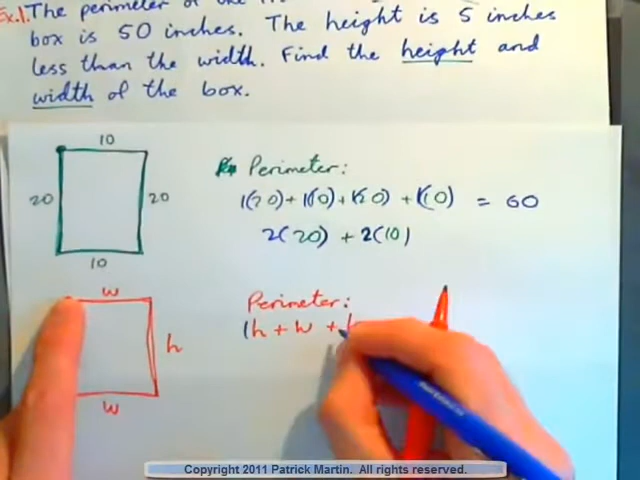 Ex.1. The perimeter of the
box is 50 inches. The height is 5 inches
less than the width. Find the height and
width of the box.
10
20
20
10
Perimeter:
1(20)+1(10)+1(20)+1(10) = 60
2(20) + 2(10)
w
h
w
Perimeter:
1h + w +
Copyright 2011 Patrick Martin. All rights reserved.